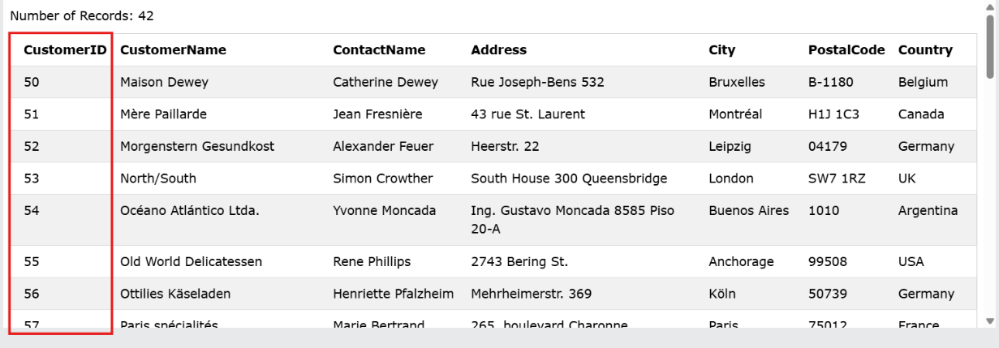 Number of Records: 42
CustomerID CustomerName ContactName Address City PostalCode Country
50 Maison Dewey Catherine Dewey Rue Joseph-Bens 532 Bruxelles B-1180 Belgium
51 Mère Paillarde Jean Fresnière 43 rue St. Laurent Montréal H1J 1C3 Canada
52 Morgenstern Gesundkost Alexander Feuer Heerstr. 22 Leipzig 04179 Germany
53 North/South Simon Crowther South House 300 Queensbridge London SW7 1RZ UK
54 Océano Atlántico Ltda. Yvonne Moncada Ing. Gustavo Moncada 8585 Piso Buenos Aires 1010 Argentina
20-A
55 Old World Delicatessen Rene Phillips 2743 Bering St. Anchorage 99508 USA
56 Ottilies Käseladen Henriette Pfalzheim Mehrheimerstr. 369 Köln 50739 Germany
57 Paris spécialités Marie Bertrand 265, boulevard Charonne Paris 75012 France